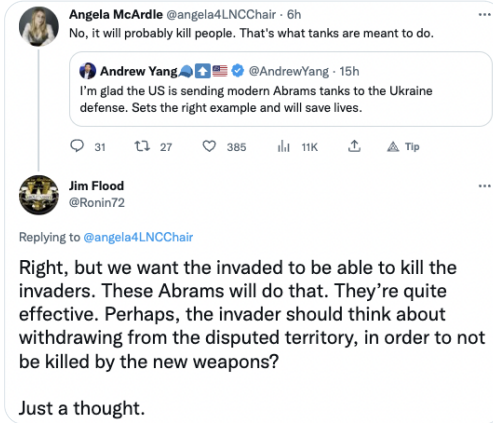 Angela McArdle @angela4LNCChair · 6h
No, it will probably kill people. That's what tanks are meant to do.
Andrew Yang🧢⬆️🇺🇸 @AndrewYang · 15h
I'm glad the US is sending modern Abrams tanks to the Ukraine
defense. Sets the right example and will save lives.
31 27 385 11K Tip
Jim Flood
@Ronin72
Replying to @angela4LNCChair
Right, but we want the invaded to be able to kill the
invaders. These Abrams will do that. They're quite
effective. Perhaps, the invader should think about
withdrawing from the disputed territory, in order to not
be killed by the new weapons?
Just a thought.